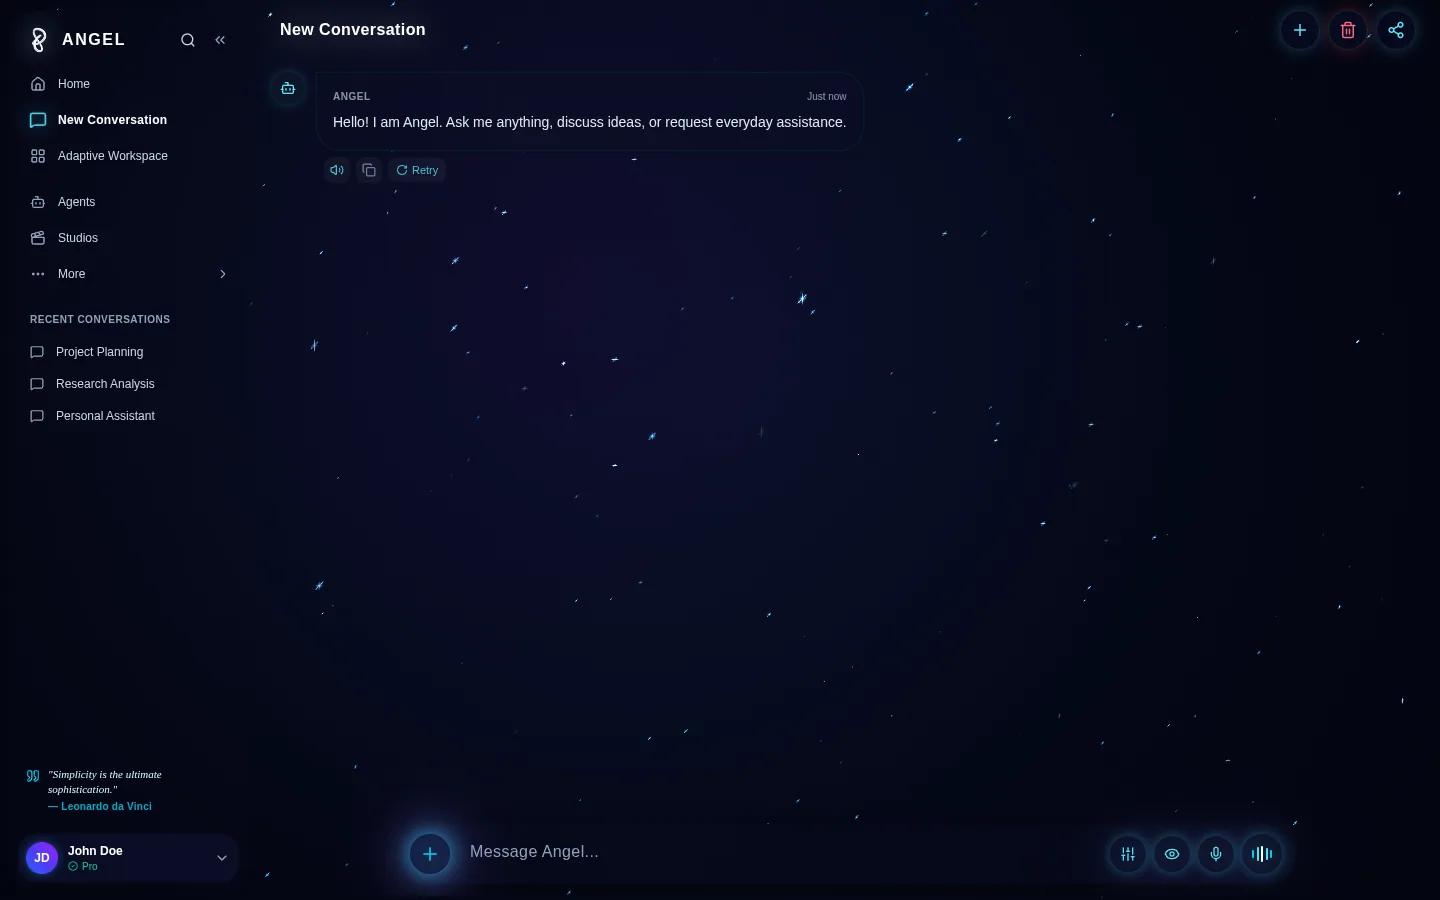 ANGEL
Home
New Conversation
Adaptive Workspace
Agents
Studios
More
RECENT CONVERSATIONS
Project Planning
Research Analysis
Personal Assistant
"Simplicity is the ultimate
sophistication."
— Leonardo da Vinci
JD
John Doe
Pro
New Conversation
ANGEL
Just now
Hello! I am Angel. Ask me anything, discuss ideas, or request everyday assistance.
Retry
Message Angel...